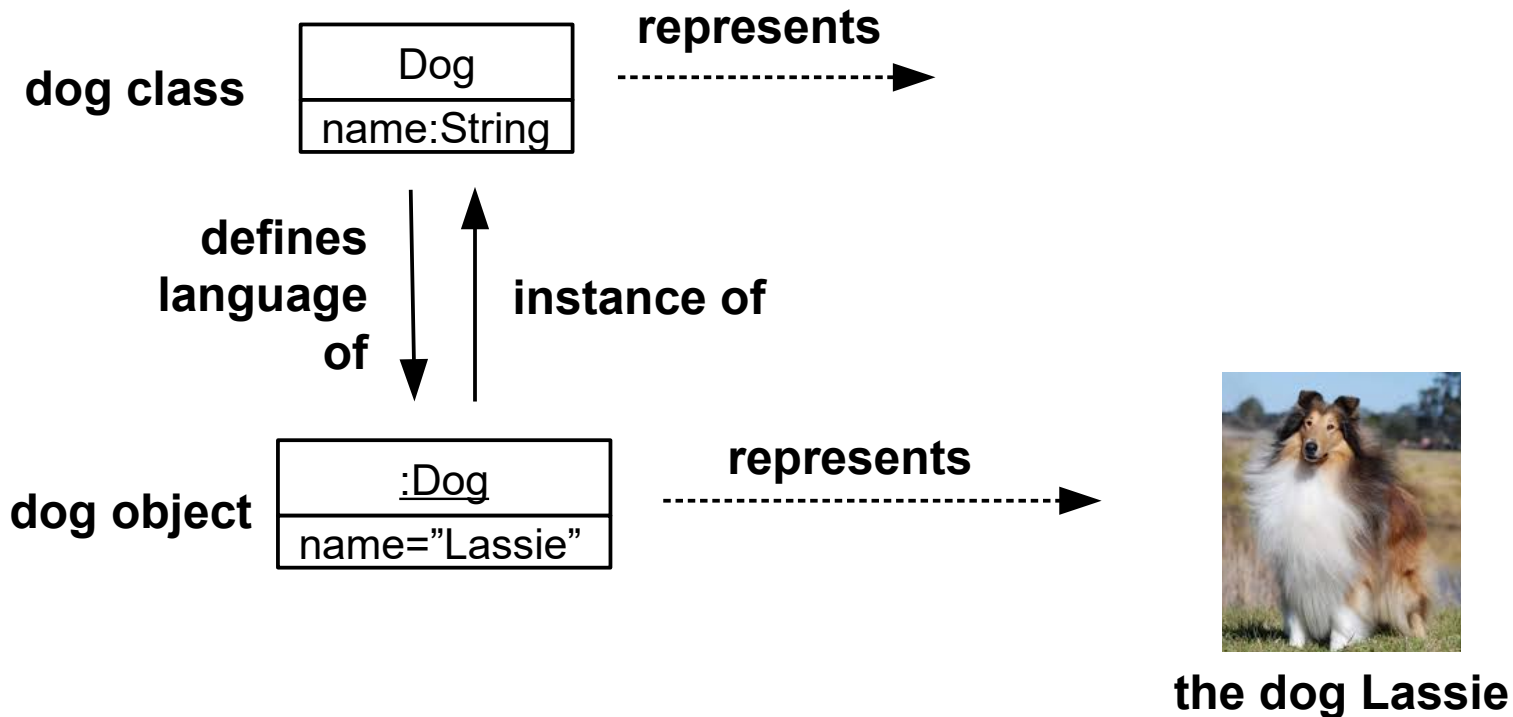 represents
dog class
Dog
name:String
defines
language
of
instance of
dog object
:Dog
name=”Lassie”
represents
the dog Lassie